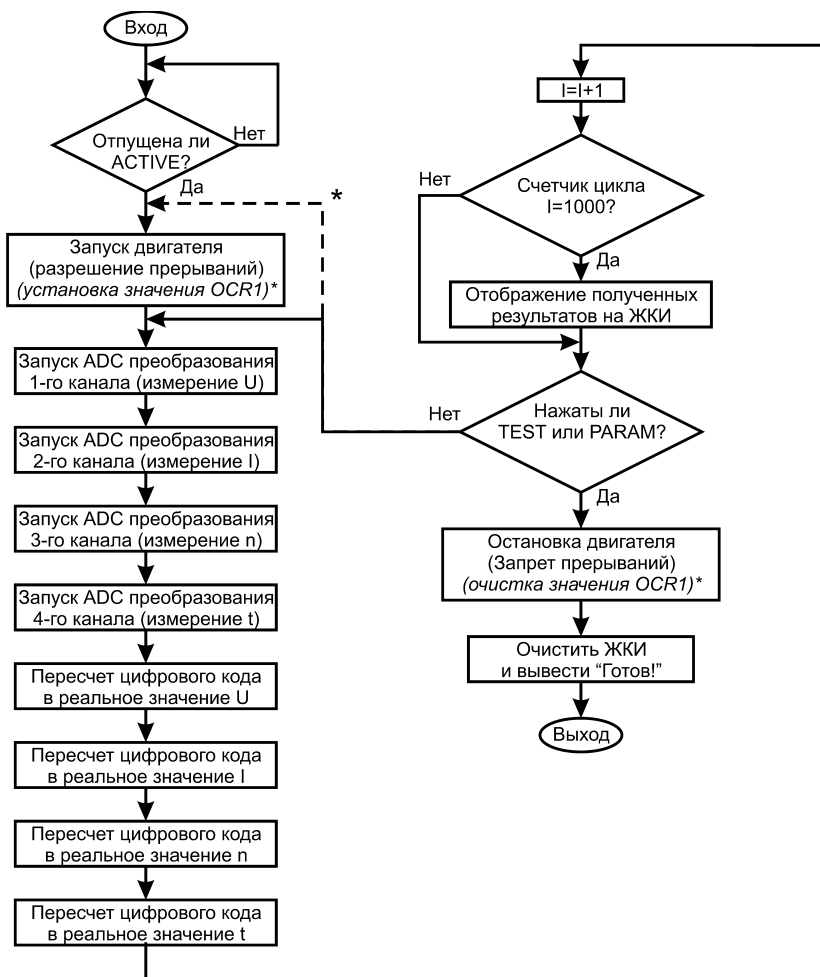 Вход
Отпущена ли
ACTIVE?
Нет
Да
*
Запуск двигателя
(разрешение прерываний)
(установка значения OCR1)*
Запуск ADC преобразования
1-го канала (измерение U)
Запуск ADC преобразования
2-го канала (измерение I)
Запуск ADC преобразования
3-го канала (измерение n)
Запуск ADC преобразования
4-го канала (измерение t)
Пересчет цифрового кода
в реальное значение U
Пересчет цифрового кода
в реальное значение I
Пересчет цифрового кода
в реальное значение n
Пересчет цифрового кода
в реальное значение t
I=I+1
Счетчик цикла
I=1000?
Нет
Да
Отображение полученных
результатов на ЖКИ
Нажаты ли
TEST или PARAM?
Нет
Да
Остановка двигателя
(Запрет прерываний)
(очистка значения OCR1)*
Очистить ЖКИ
и вывести “Готов!”
Выход